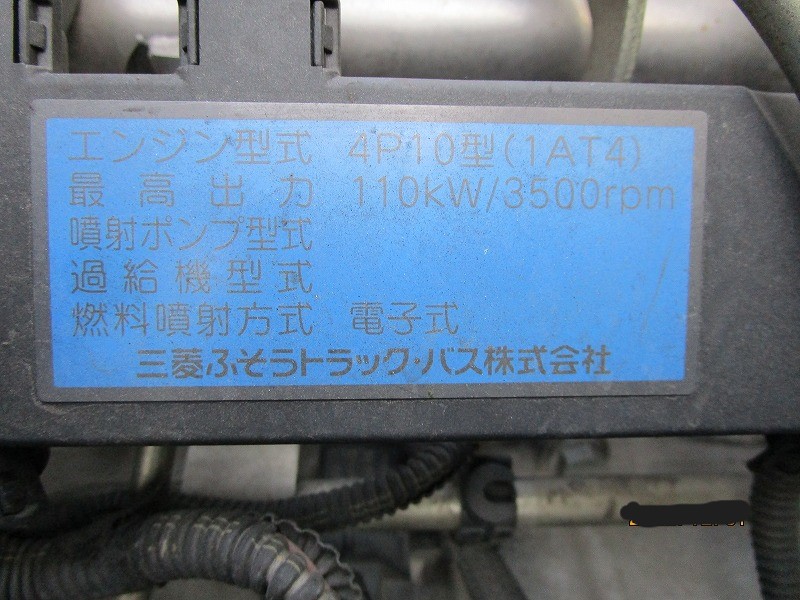 エンジン型式 4P10型(1AT4)
最高出力 110kW/3500rpm
噴射ポンプ型式
過給機型式
燃料噴射方式 電子式
三菱ふそうトラック・バス株式会社